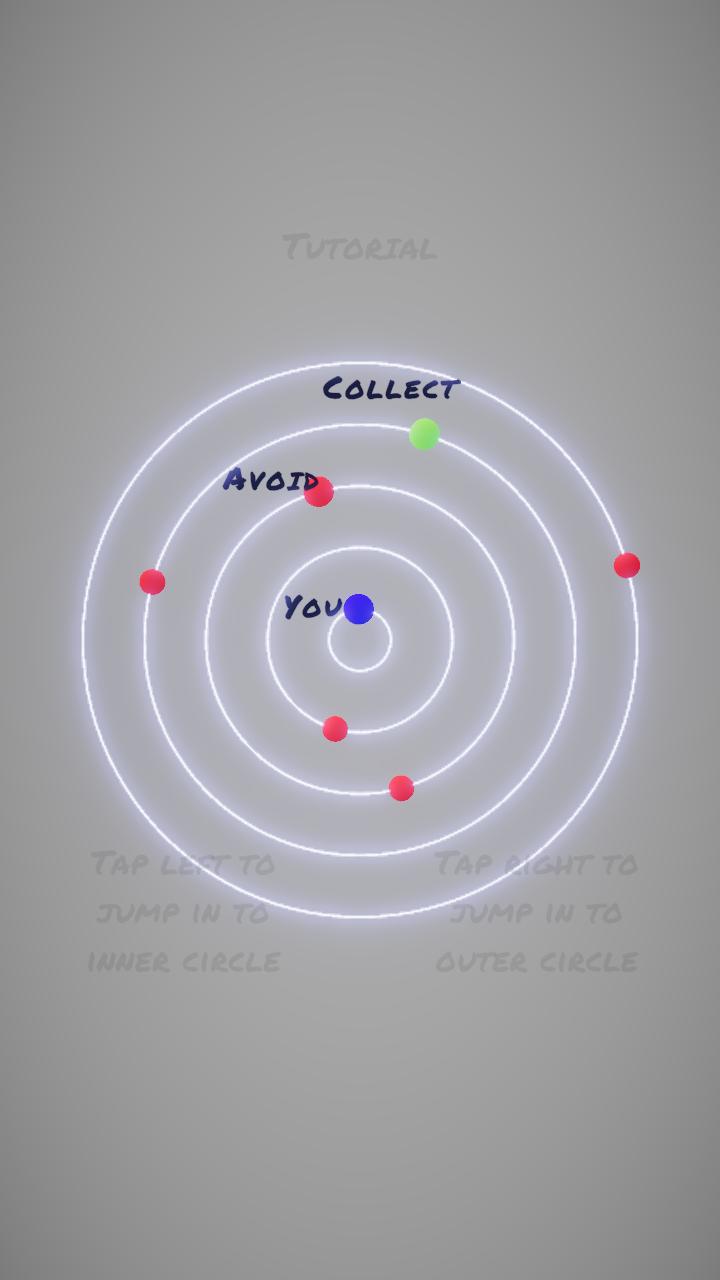 Tutorial
Collect
Avoid
You
Tap left to
jump in to
inner circle
Tap right to
jump in to
outer circle